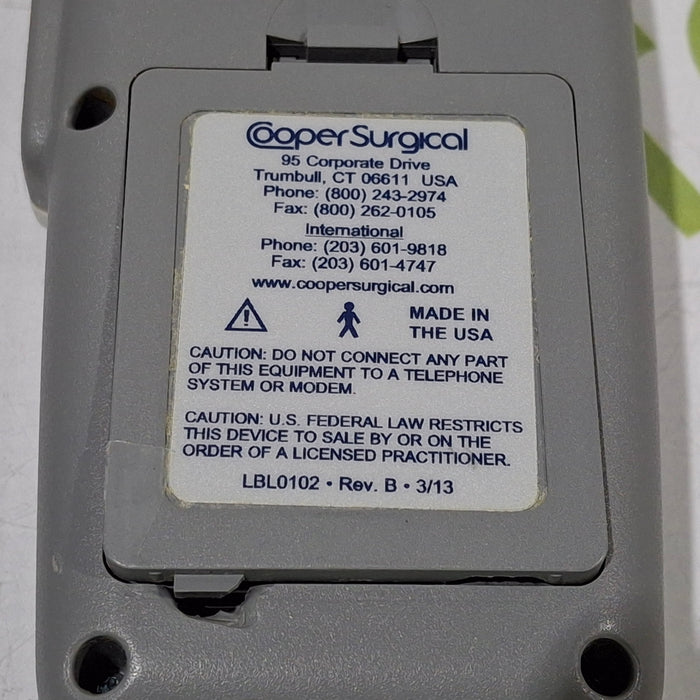 CooperSurgical
95 Corporate Drive
Trumbull, CT 06611 USA
Phone: (800) 243-2974
Fax: (800) 262-0105
International
Phone: (203) 601-9818
Fax: (203) 601-4747
www.coopersurgical.com
MADE IN
THE USA
CAUTION: DO NOT CONNECT ANY PART
OF THIS EQUIPMENT TO A TELEPHONE
SYSTEM OR MODEM.
CAUTION: U.S. FEDERAL LAW RESTRICTS
THIS DEVICE TO SALE BY OR ON THE
ORDER OF A LICENSED PRACTITIONER.
LBL0102 • Rev. B • 3/13